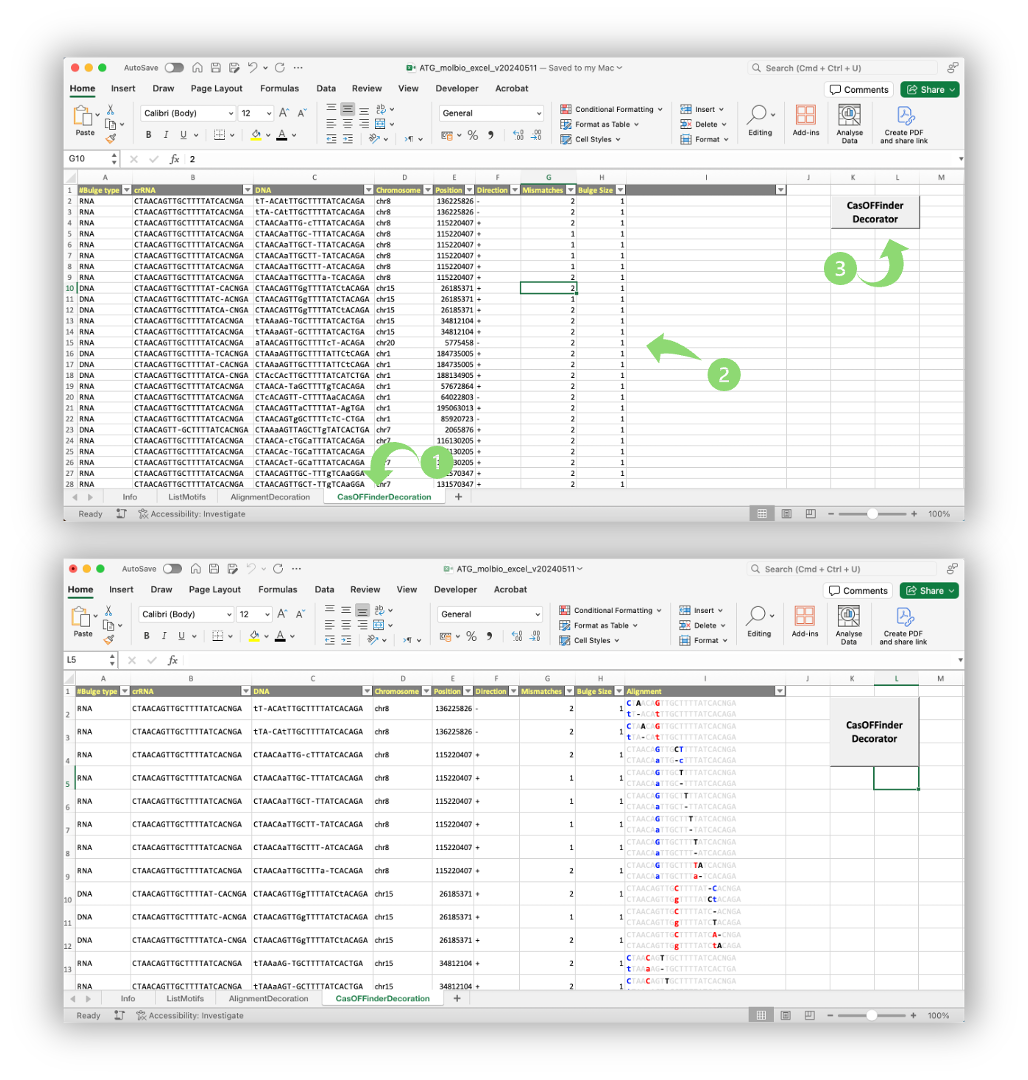 AutoSave ATG_molbio_excel_v20240511 — Saved to my Mac Search (Cmd + Ctrl + U)
Home Insert Draw Page Layout Formulas Data Review View Developer Acrobat Comments Share
Paste Calibri (Body) 12 General Conditional Formatting Format as Table Cell Styles Insert Delete Format Editing Add-ins Analyse Data Create PDF and share link
B I U A
G10 fx 2
A B C D E F G H I J K L M
1 #Bulge type crRNA DNA Chromosome Position Direction Mismatches Bulge Size
2 RNA CTAACAGTTGCTTTTATCACNGA tT-ACAtTTGCTTTTATCACAGA chr8 136225826 - 2 1
3 RNA CTAACAGTTGCTTTTATCACNGA tTA-CAtTTGCTTTTATCACAGA chr8 136225826 - 2 1
4 RNA CTAACAGTTGCTTTTATCACNGA CTAACAaTTG-cTTTATCACAGA chr8 115220407 + 2 1
5 RNA CTAACAGTTGCTTTTATCACNGA CTAACAaTTGC-TTTATCACAGA chr8 115220407 + 1 1
6 RNA CTAACAGTTGCTTTTATCACNGA CTAACAaTTGCT-TTATCACAGA chr8 115220407 + 1 1
7 RNA CTAACAGTTGCTTTTATCACNGA CTAACAaTTGCTT-TATCACAGA chr8 115220407 + 1 1
8 RNA CTAACAGTTGCTTTTATCACNGA CTAACAaTTGCTTT-ATCACAGA chr8 115220407 + 1 1
9 RNA CTAACAGTTGCTTTTATCACNGA CTAACAaTTGCTTTa-TCACAGA chr8 115220407 + 2 1
10 DNA CTAACAGTTGCTTTTAT-CACNGA CTAACAGTTGgTTTTATCtACAGA chr15 26185371 + 2 1
11 DNA CTAACAGTTGCTTTTATC-ACNGA CTAACAGTTGgTTTTATCTACAGA chr15 26185371 + 1 1
12 DNA CTAACAGTTGCTTTTATCA-CNGA CTAACAGTTGgTTTTATCtACAGA chr15 26185371 + 2 1
13 RNA CTAACAGTTGCTTTTATCACNGA tTAAaAG-TGCTTTTATCACTGA chr15 34812104 + 2 1
14 RNA CTAACAGTTGCTTTTATCACNGA tTAAaAGT-GCTTTTATCACTGA chr15 34812104 + 2 1
15 RNA CTAACAGTTGCTTTTATCACNGA aTAACAGTTGCTTTTcT-ACAGA chr20 5775458 - 2 1
16 DNA CTAACAGTTGCTTTTA-TCACNGA CTAAaAGTTGCTTTTATTCtCAGA chr1 184735005 + 2 1
17 DNA CTAACAGTTGCTTTTAT-CACNGA CTAAaAGTTGCTTTTATTCtCAGA chr1 184735005 + 2 1
18 DNA CTAACAGTTGCTTTTATCA-CNGA CTAcCAcTTGCTTTTATCATCTGA chr1 188134905 + 2 1
19 RNA CTAACAGTTGCTTTTATCACNGA CTAACA-TaGCTTTTgTCACAGA chr1 57672864 + 2 1
20 RNA CTAACAGTTGCTTTTATCACNGA CTcACAGTT-CTTTTAaCACAGA chr1 64022803 - 2 1
21 RNA CTAACAGTTGCTTTTATCACNGA CTAACAGTTaCTTTTAT-AgTGA chr1 195063013 + 2 1
22 RNA CTAACAGTTGCTTTTATCACNGA CTAACAGTgGCTTTTcTC-CTGA chr1 85920723 - 2 1
23 DNA CTAACAGTT-GCTTTTATCACNGA CTAAaAGTTAGCTTgTATCACTGA chr7 2065876 + 2 1
24 RNA CTAACAGTTGCTTTTATCACNGA CTAACA-cTGCaTTTATCACAGA chr7 116130205 + 2 1
25 RNA CTAACAGTTGCTTTTATCACNGA CTAACAc-TGCaTTTATCACAGA 2 1
26 RNA CTAACAGTTGCTTTTATCACNGA CTAACAcT-GCaTTTATCACAGA 2 1
27 RNA CTAACAGTTGCTTTTATCACNGA CTAACAGTTGC-TTTgTCAaGGA 2 1
28 RNA CTAACAGTTGCTTTTATCACNGA CTAACAGTTGCT-TTgTCAaGGA chr7 131570347 + 2 1
CasOFFinder Decorator
1
2
3
Info ListMotifs AlignmentDecoration CasOFFinderDecoration +
Ready Accessibility: Investigate 100%
AutoSave ATG_molbio_excel_v20240511 Search (Cmd + Ctrl + U)
Home Insert Draw Page Layout Formulas Data Review View Developer Acrobat Comments Share
Paste Calibri (Body) 12 General Conditional Formatting Format as Table Cell Styles Insert Delete Format Editing Add-ins Analyse Data Create PDF and share link
B I U A
L5 fx
A B C D E F G H I J K L M
1 #Bulge type crRNA DNA Chromosome Position Direction Mismatches Bulge Size Alignment
2 RNA CTAACAGTTGCTTTTATCACNGA tT-ACAtTTGCTTTTATCACAGA chr8 136225826 - 2 1 CTAACAGTTGCTTTTATCACNGA
tT-ACAtTTGCTTTTATCACAGA
3 RNA CTAACAGTTGCTTTTATCACNGA tTA-CAtTTGCTTTTATCACAGA chr8 136225826 - 2 1 CTAACAGTTGCTTTTATCACNGA
tTA-CAtTTGCTTTTATCACAGA
4 RNA CTAACAGTTGCTTTTATCACNGA CTAACAaTTG-cTTTATCACAGA chr8 115220407 + 2 1 CTAACAGTTGCTTTTATCACNGA
CTAACAaTTG-cTTTATCACAGA
5 RNA CTAACAGTTGCTTTTATCACNGA CTAACAaTTGC-TTTATCACAGA chr8 115220407 + 1 1 CTAACAGTTGCTTTTATCACNGA
CTAACAaTTGC-TTTATCACAGA
6 RNA CTAACAGTTGCTTTTATCACNGA CTAACAaTTGCT-TTATCACAGA chr8 115220407 + 1 1 CTAACAGTTGCTTTTATCACNGA
CTAACAaTTGCT-TTATCACAGA
7 RNA CTAACAGTTGCTTTTATCACNGA CTAACAaTTGCTT-TATCACAGA chr8 115220407 + 1 1 CTAACAGTTGCTTTTATCACNGA
CTAACAaTTGCTT-TATCACAGA
8 RNA CTAACAGTTGCTTTTATCACNGA CTAACAaTTGCTTT-ATCACAGA chr8 115220407 + 1 1 CTAACAGTTGCTTTTATCACNGA
CTAACAaTTGCTTT-ATCACAGA
9 RNA CTAACAGTTGCTTTTATCACNGA CTAACAaTTGCTTTa-TCACAGA chr8 115220407 + 2 1 CTAACAGTTGCTTTTATCACNGA
CTAACAaTTGCTTTa-TCACAGA
10 DNA CTAACAGTTGCTTTTAT-CACNGA CTAACAGTTGgTTTTATCtACAGA chr15 26185371 + 2 1 CTAACAGTTGCTTTTAT-CACNGA
CTAACAGTTGgTTTTATCtACAGA
11 DNA CTAACAGTTGCTTTTATC-ACNGA CTAACAGTTGgTTTTATCTACAGA chr15 26185371 + 1 1 CTAACAGTTGCTTTTATC-ACNGA
CTAACAGTTGgTTTTATCTACAGA
12 DNA CTAACAGTTGCTTTTATCA-CNGA CTAACAGTTGgTTTTATCtACAGA chr15 26185371 + 2 1 CTAACAGTTGCTTTTATCA-CNGA
CTAACAGTTGgTTTTATCtACAGA
13 RNA CTAACAGTTGCTTTTATCACNGA tTAAaAG-TGCTTTTATCACTGA chr15 34812104 + 2 1 CTAACAGTTGCTTTTATCACNGA
tTAAaAG-TGCTTTTATCACTGA
RNA CTAACAGTTGCTTTTATCACNGA tTAAaAGT-GCTTTTATCACTGA chr15 34812104 + 2 1 CTAACAGTTGCTTTTATCACNGA
CasOFFinder Decorator
Info ListMotifs AlignmentDecoration CasOFFinderDecoration +
Ready Accessibility: Investigate 100%